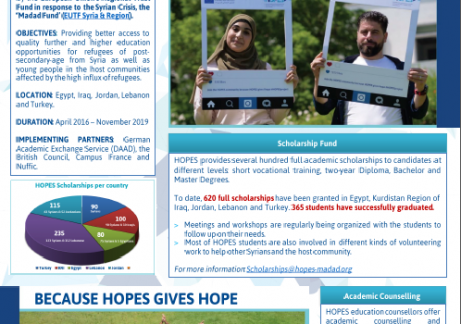 Fund in response to the Syrian Crisis, the
'Madad Fund' (EUTF Syria & Region).
OBJECTIVES: Providing better access to
quality further and higher education
opportunities for refugees of post-
secondary-age from Syria as well as
young people in the host communities
affected by the high influx of refugees.
LOCATION: Egypt, Iraq, Jordan, Lebanon
and Turkey.
DURATION: April 2016 – November 2019
IMPLEMENTING PARTNERS: German
Academic Exchange Service (DAAD), the
British Council, Campus France and
Nuffic.
HOPES Scholarships per country
115
90
100
235
80
Turkey
Egypt
Lebanon
Jordan
Scholarship Fund
HOPES provides several hundred full academic scholarships to candidates at
different levels short vocational training, two-year Diploma, Bachelor and
Master Degrees.
To date, 620 full scholarships have been granted in Egypt, Kurdistan Region of
Iraq, Jordan, Lebanon and Turkey. 365 students have successfully graduated.
> Meetings and workshops are regularly being organized with the students to
follow upon their needs.
> Most of HOPES students are also involved in different kinds of volunteering
work to help other Syrians and the host community.
For more information Scholarships@hopes-madad.org
BECAUSE HOPES GIVES HOPE
Academic Counselling
HOPES education counsellors offer
academic counselling and